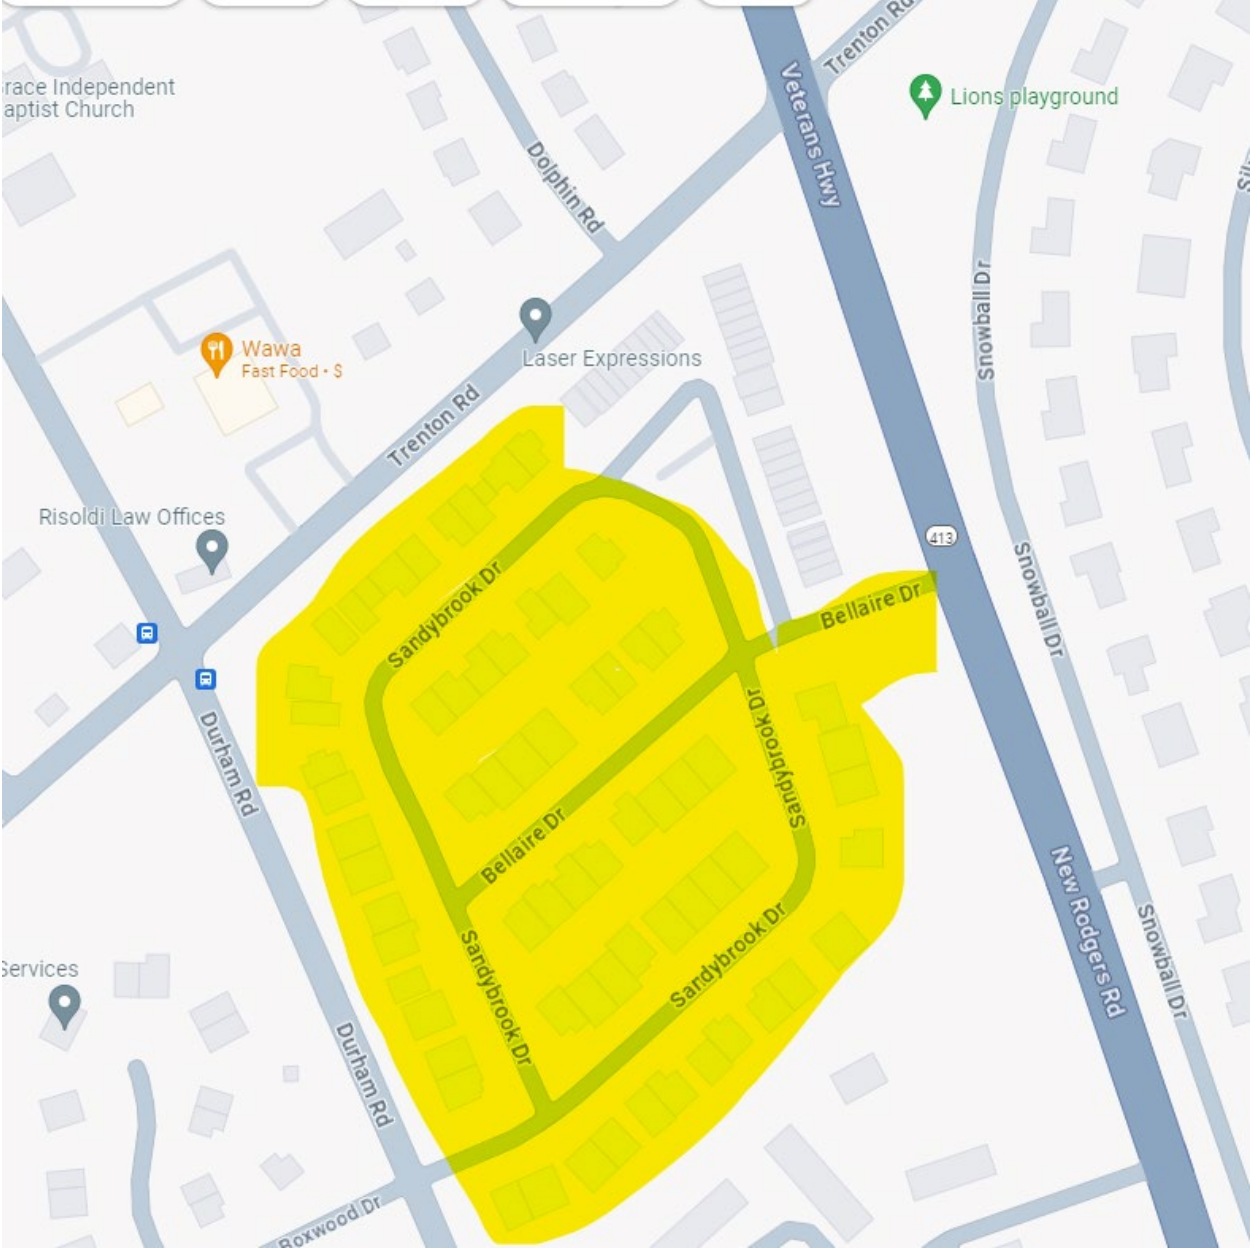 Trenton Rd
Veterans Hwy
Lions playground
race Independent
aptist Church
Dolphin Rd
Snowball Dr
Wawa
Fast Food • $
Laser Expressions
Trenton Rd
Risoldi Law Offices
413
Snowball Dr
Sandybrook Dr
Bellaire Dr
Durham Rd
Sandybrook Dr
Bellaire Dr
New Rodgers Rd
Sandybrook Dr
Sandybrook Dr
Snowball Dr
Services
Durham Rd
Boxwood Dr